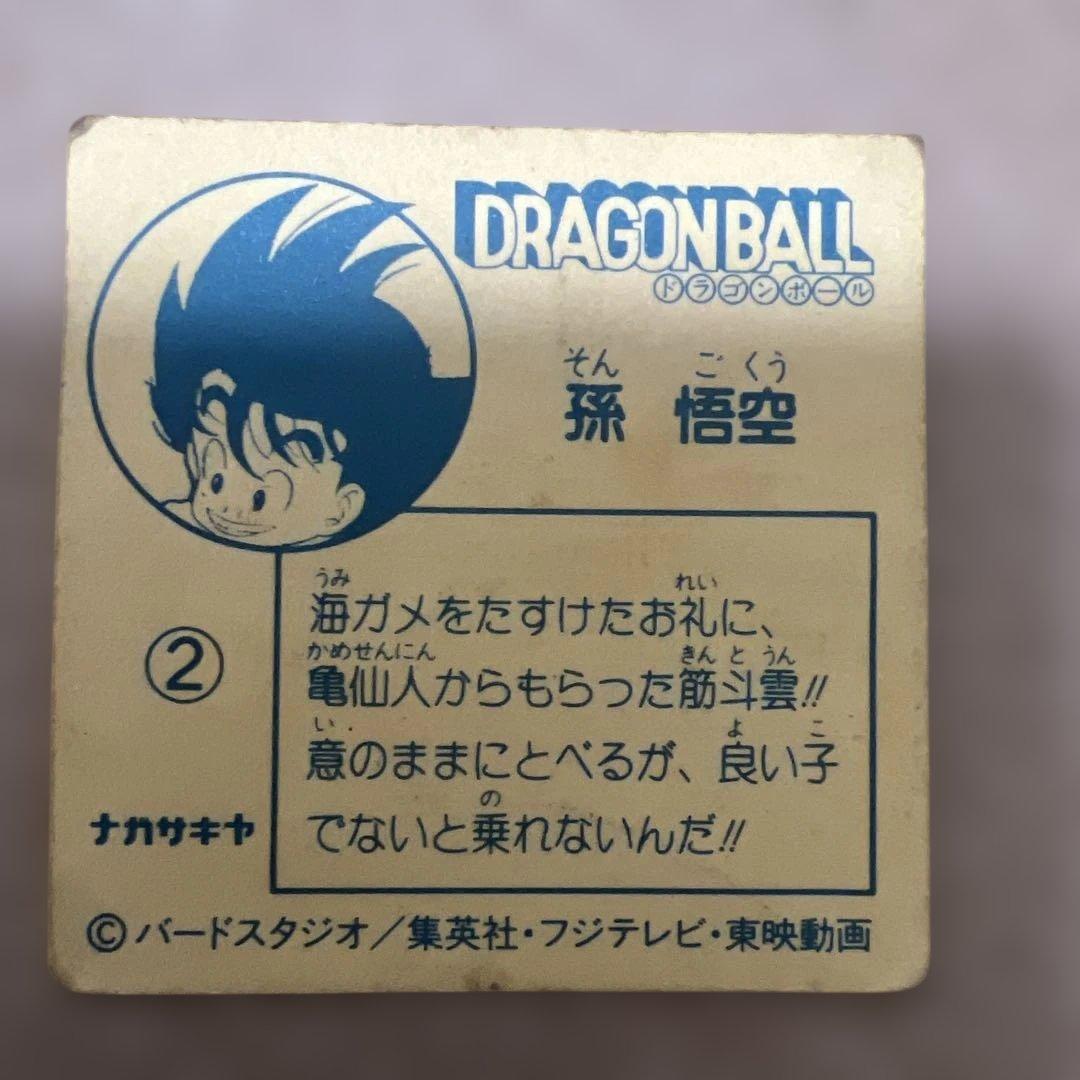 DRAGONBALL
ドラゴンボール
そん ごくう
孫 悟空
うみ れい
海ガメをたすけたお礼に、
かめせんにん きんとうん
亀仙人からもらった筋斗雲!!
い よ こ
意のままにとべるが、良い子
の
でないと乗れないんだ!!
②
ナガサキヤ
©バードスタジオ/集英社・フジテレビ・東映動画